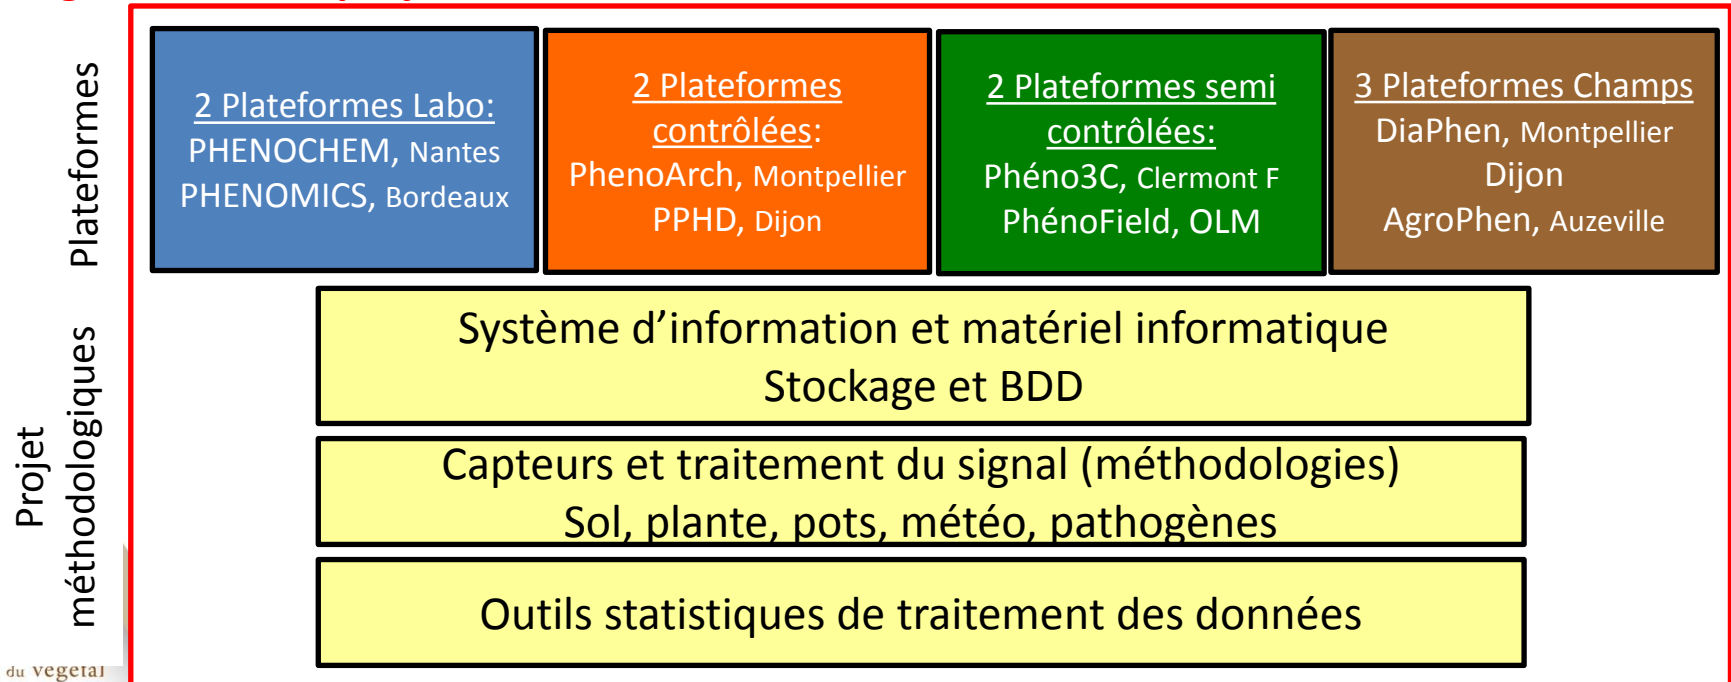 Plateformes
2 Plateformes Labo:
PHENOCHEM, Nantes
PHENOMICS, Bordeaux
2 Plateformes
contrôlées:
PhenoArch, Montpellier
PPHD, Dijon
2 Plateformes semi
contrôlées:
Phéno3C, Clermont F
PhénoField, OLM
3 Plateformes Champs
DiaPhen, Montpellier
Dijon
AgroPhen, Auzeville
Projet
méthodologiques
Système d’information et matériel informatique
Stockage et BDD
Capteurs et traitement du signal (méthodologies)
Sol, plante, pots, météo, pathogènes
Outils statistiques de traitement des données
du végétal